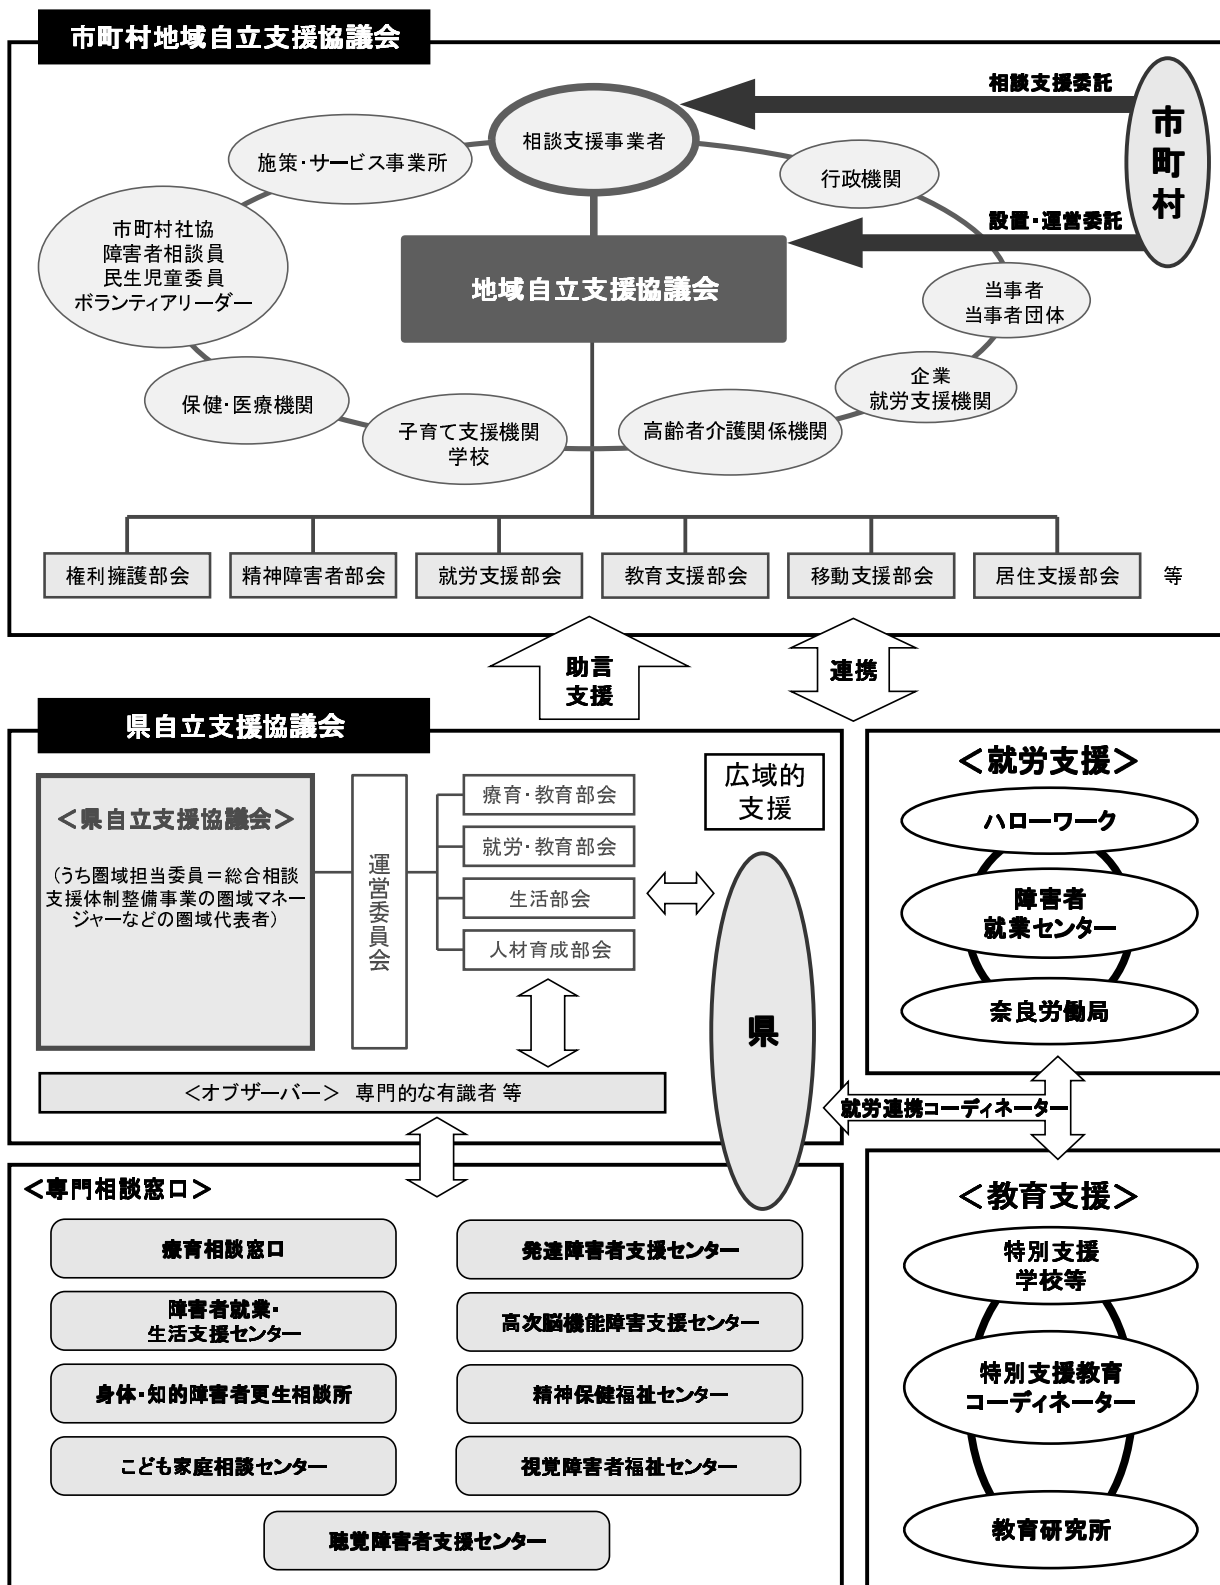 市町村地域自立支援協議会
相談支援委託
市町村
相談支援事業者
施策・サービス事業所
行政機関
市町村社協
障害者相談員
民生児童委員
ボランティアリーダー
設置・運営委託
地域自立支援協議会
当事者
当事者団体
企業
就労支援機関
保健・医療機関
子育て支援機関
学校
高齢者介護関係機関
権利擁護部会
精神障害者部会
就労支援部会
教育支援部会
移動支援部会
居住支援部会
等
助言
支援
連携
県自立支援協議会
<県自立支援協議会>
(うち圏域担当委員=総合相談
支援体制整備事業の圏域マネー
ジャーなどの圏域代表者)
運営委員会
療育・教育部会
就労・教育部会
生活部会
人材育成部会
広域的
支援
県
<オブザーバー> 専門的な有識者 等
<就労支援>
ハローワーク
障害者
就業センター
奈良労働局
就労連携コーディネーター
<専門相談窓口>
療育相談窓口
発達障害者支援センター
障害者就業・
生活支援センター
高次脳機能障害支援センター
身体・知的障害者更生相談所
精神保健福祉センター
こども家庭相談センター
視覚障害者福祉センター
聴覚障害者支援センター
<教育支援>
特別支援
学校等
特別支援教育
コーディネーター
教育研究所